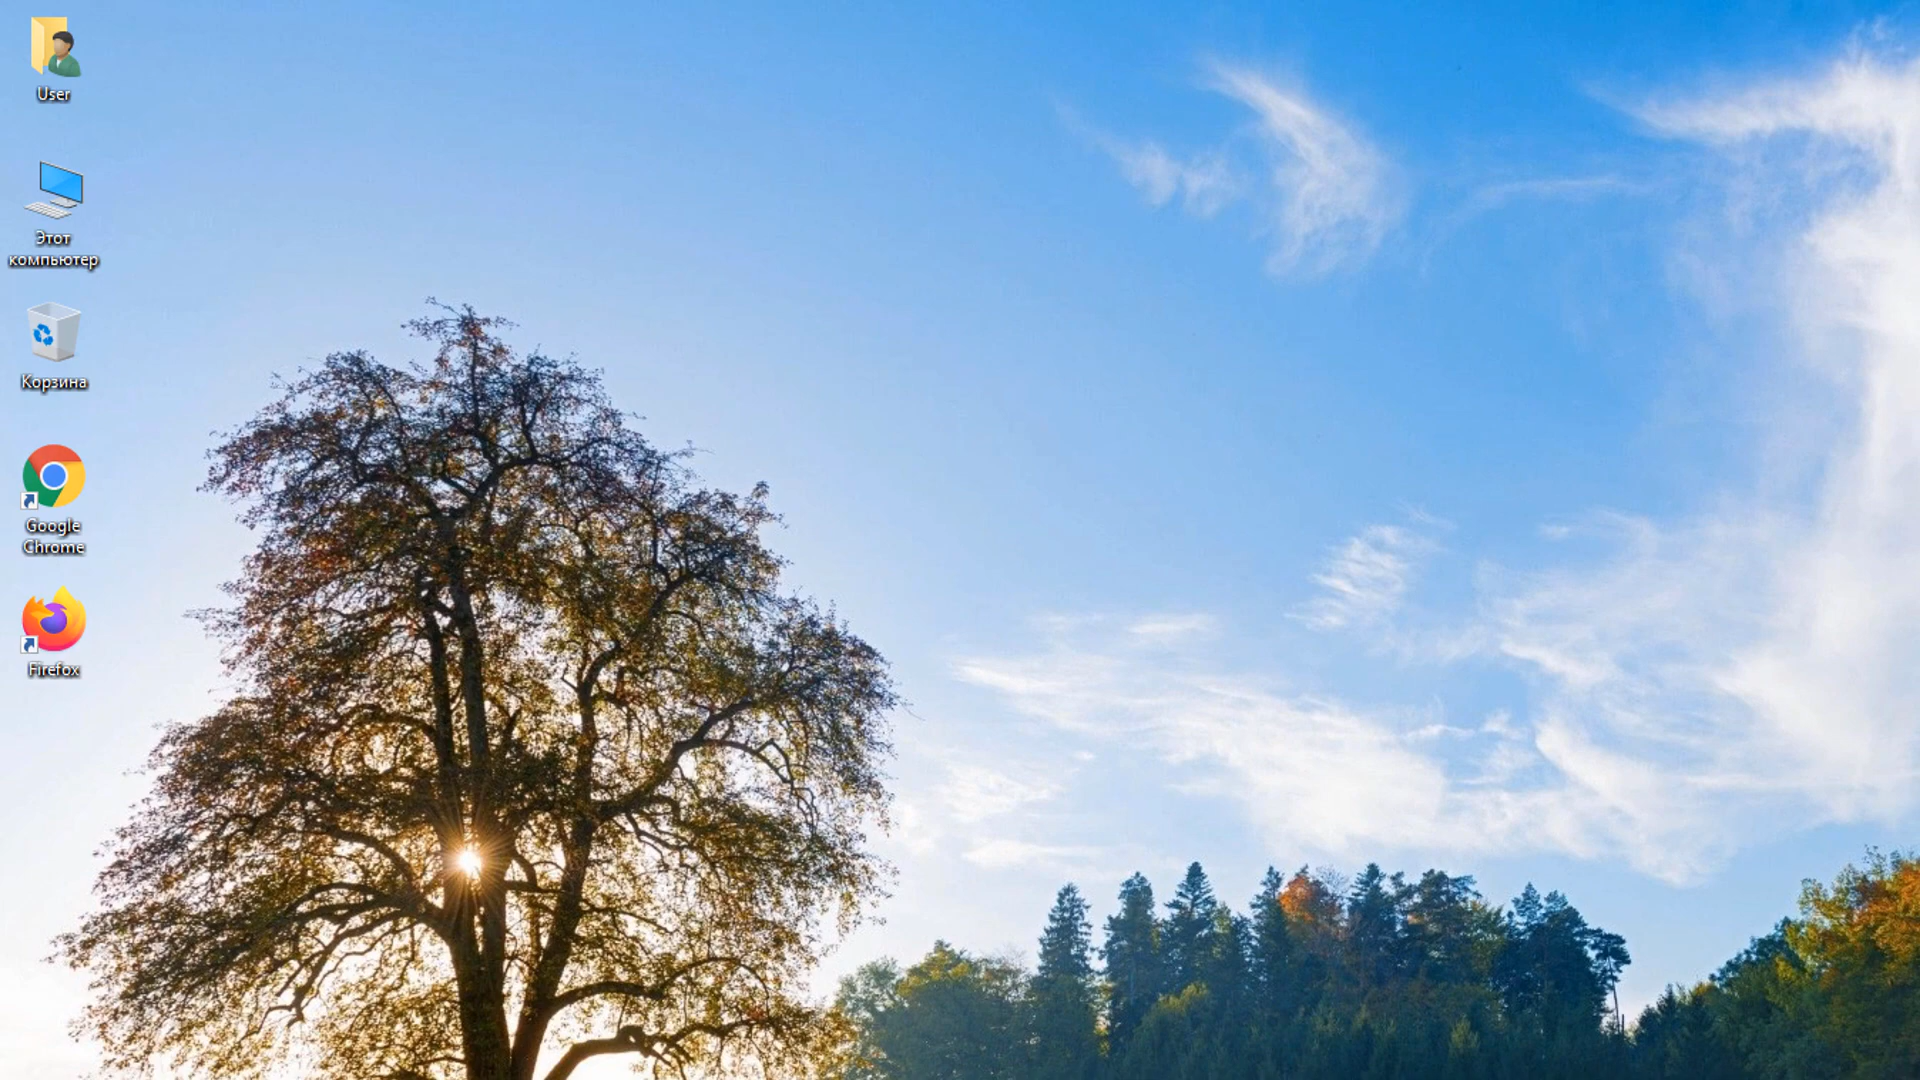 User
Этот
компьютер
Корзина
Google
Chrome
Firefox